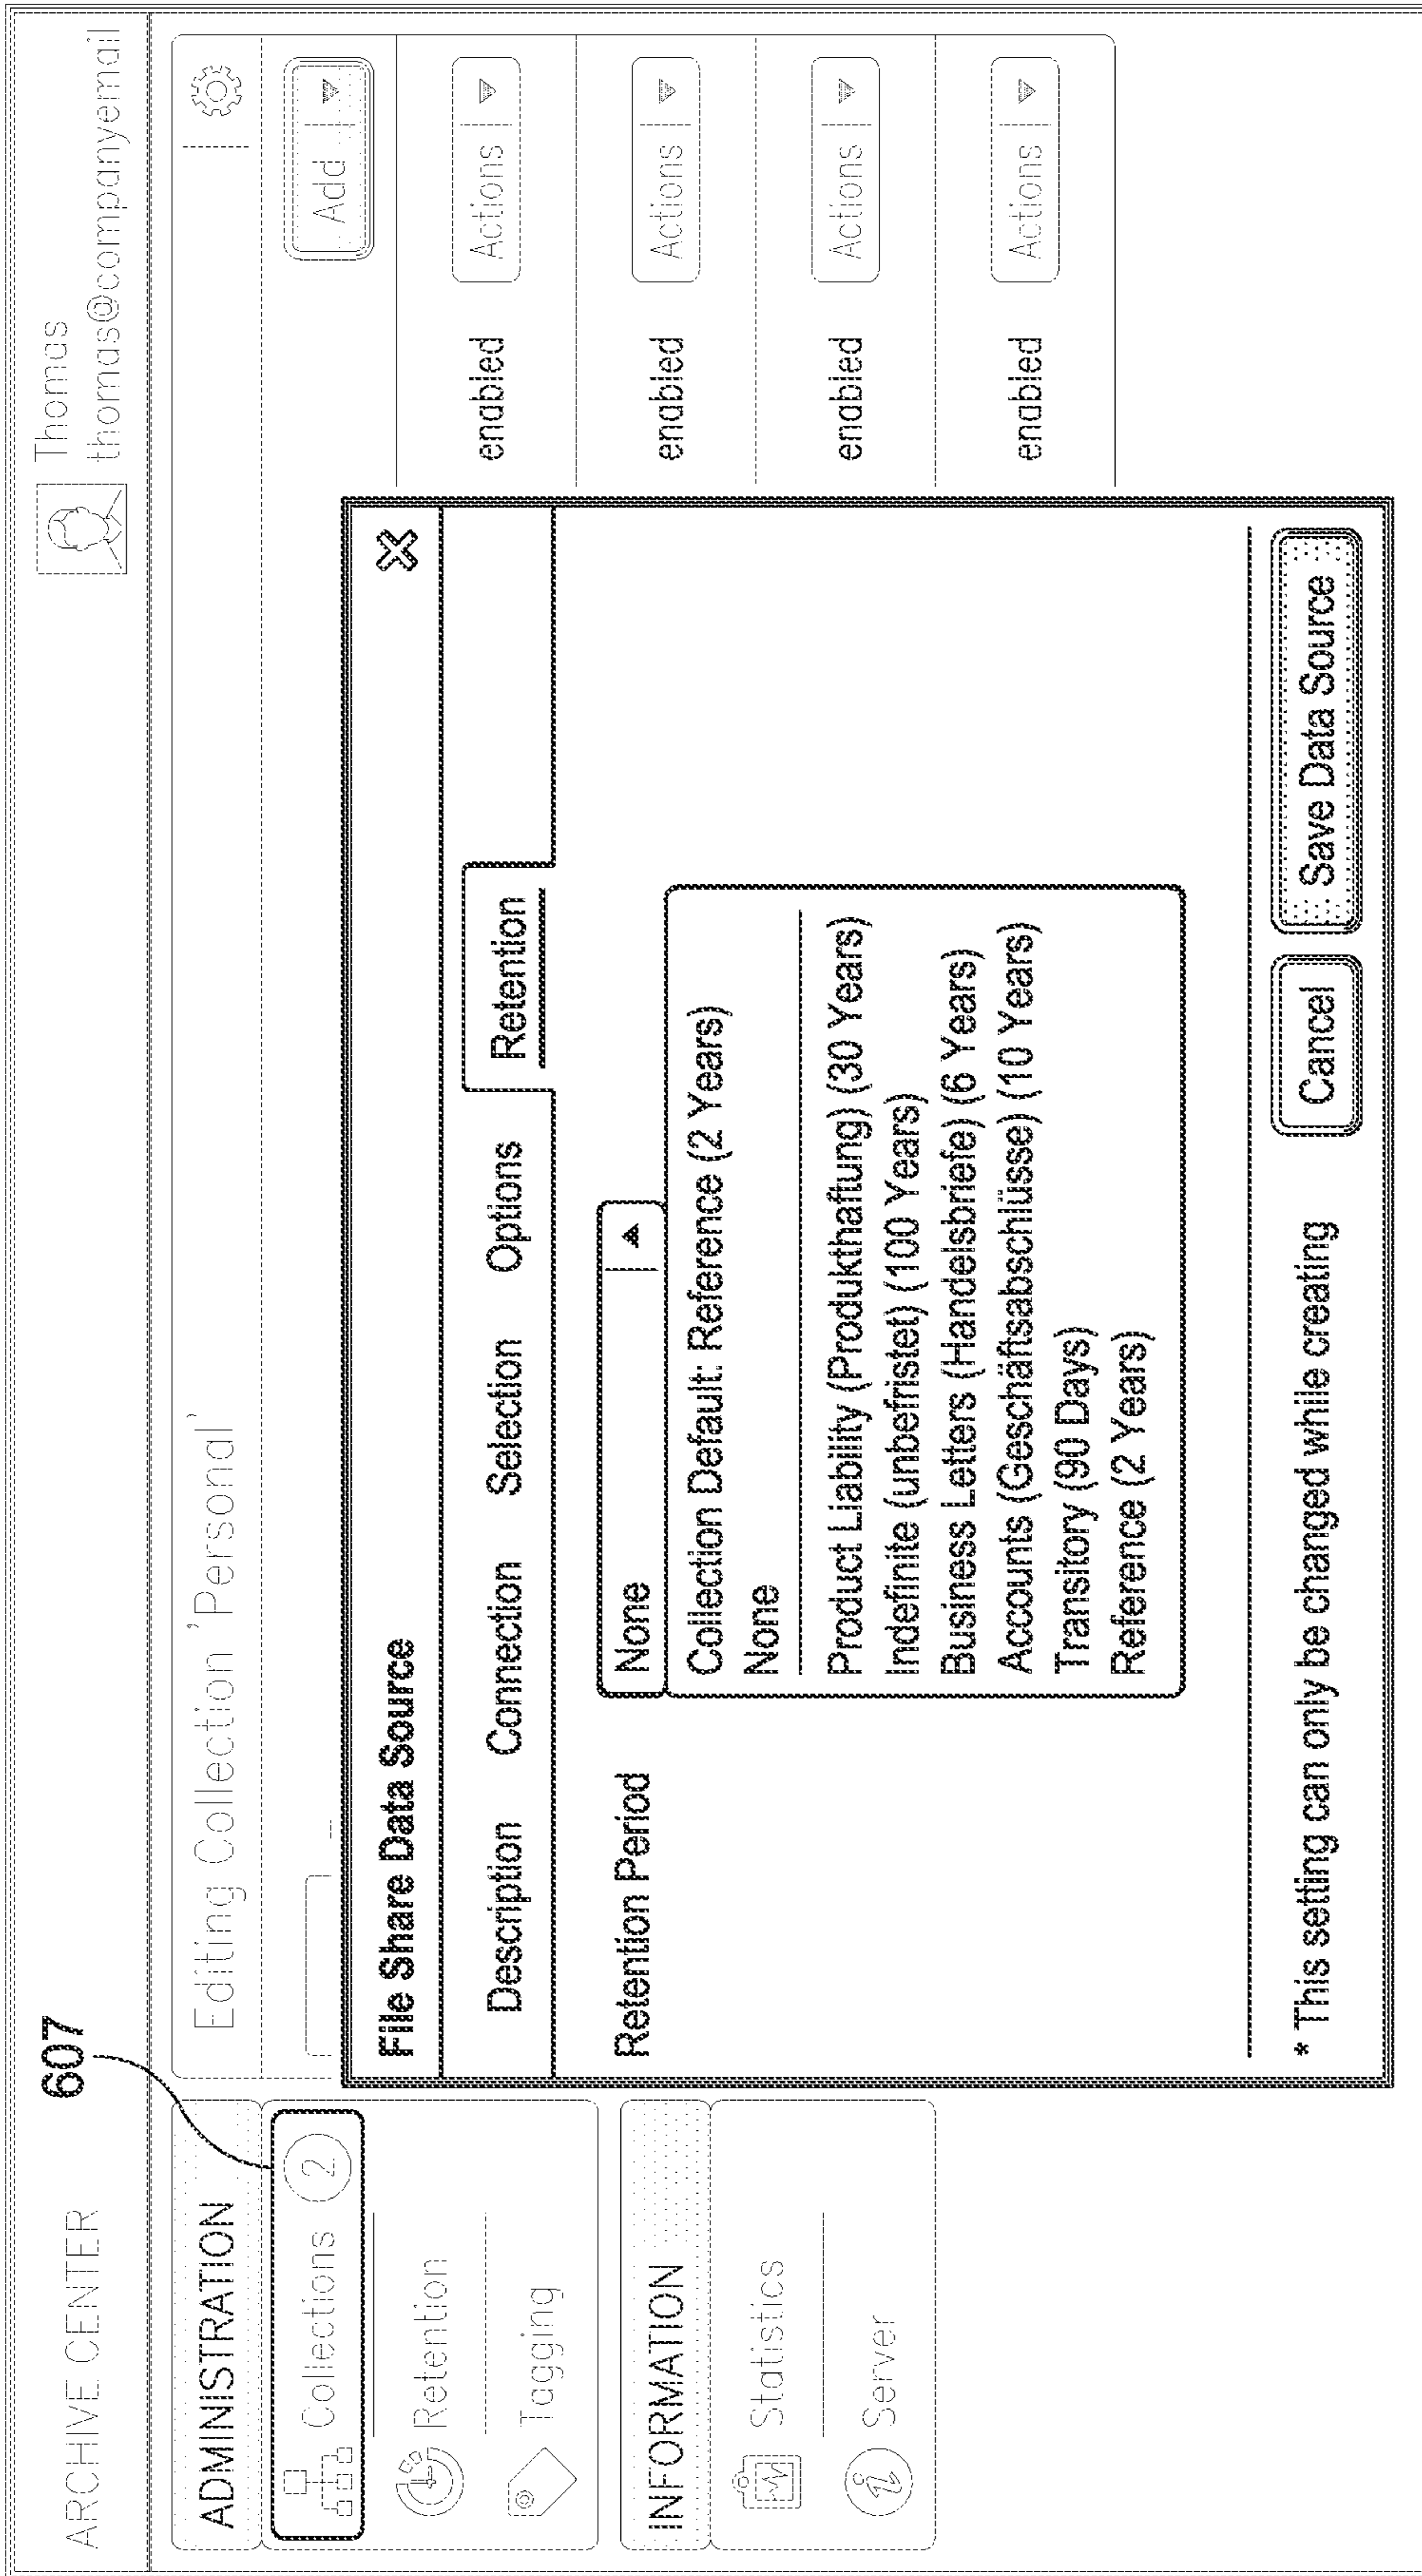 ARCHIVE CENTER
607
Thomas
thomas@companyemail
ADMINISTRATION
Collections 2
Retention
Tagging
INFORMATION
Statistics
Server
Editing Collection 'Personal'
Add
enabled Actions
enabled Actions
enabled Actions
enabled Actions
File Share Data Source
Description Connection Selection Options Retention
Retention Period
None
Collection Default: Reference (2 Years)
None
Product Liability (Produkthaftung) (30 Years)
Indefinite (unbefristet) (100 Years)
Business Letters (Handelsbriefe) (6 Years)
Accounts (Geschäftsabschlüsse) (10 Years)
Transitory (90 Days)
Reference (2 Years)
* This setting can only be changed while creating
Cancel
Save Data Source